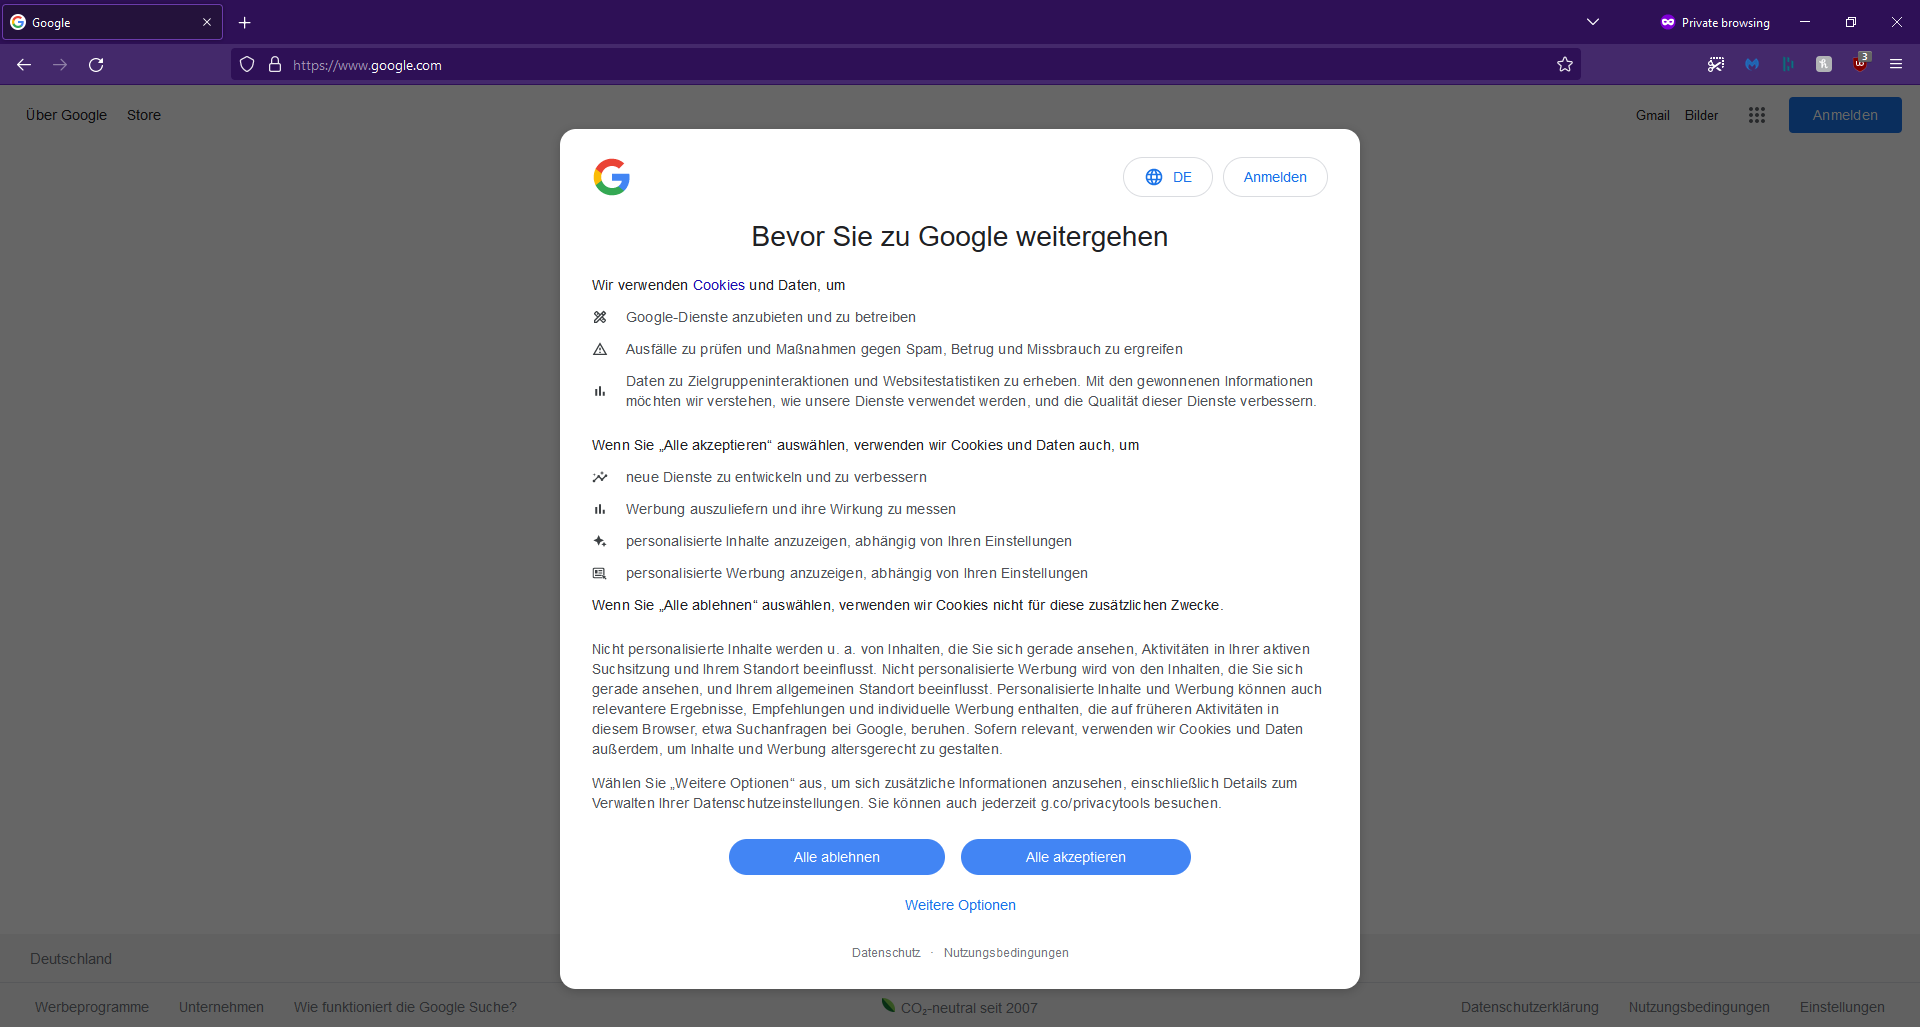 Google
Private browsing
https://www.google.com
3
Über Google
Store
Gmail
Bilder
Anmelden
DE
Anmelden
Bevor Sie zu Google weitergehen
Wir verwenden Cookies und Daten, um
Google-Dienste anzubieten und zu betreiben
Ausfälle zu prüfen und Maßnahmen gegen Spam, Betrug und Missbrauch zu ergreifen
Daten zu Zielgruppeninteraktionen und Websitestatistiken zu erheben. Mit den gewonnenen Informationen
möchten wir verstehen, wie unsere Dienste verwendet werden, und die Qualität dieser Dienste verbessern.
Wenn Sie „Alle akzeptieren“ auswählen, verwenden wir Cookies und Daten auch, um
neue Dienste zu entwickeln und zu verbessern
Werbung auszuliefern und ihre Wirkung zu messen
personalisierte Inhalte anzuzeigen, abhängig von Ihren Einstellungen
personalisierte Werbung anzuzeigen, abhängig von Ihren Einstellungen
Wenn Sie „Alle ablehnen“ auswählen, verwenden wir Cookies nicht für diese zusätzlichen Zwecke.
Nicht personalisierte Inhalte werden u. a. von Inhalten, die Sie sich gerade ansehen, Aktivitäten in Ihrer aktiven
Suchsitzung und Ihrem Standort beeinflusst. Nicht personalisierte Werbung wird von den Inhalten, die Sie sich
gerade ansehen, und Ihrem allgemeinen Standort beeinflusst. Personalisierte Inhalte und Werbung können auch
relevantere Ergebnisse, Empfehlungen und individuelle Werbung enthalten, die auf früheren Aktivitäten in
diesem Browser, etwa Suchanfragen bei Google, beruhen. Sofern relevant, verwenden wir Cookies und Daten
außerdem, um Inhalte und Werbung altersgerecht zu gestalten.
Wählen Sie „Weitere Optionen“ aus, um sich zusätzliche Informationen anzusehen, einschließlich Details zum
Verwalten Ihrer Datenschutzeinstellungen. Sie können auch jederzeit g.co/privacytools besuchen.
Alle ablehnen
Alle akzeptieren
Weitere Optionen
Datenschutz · Nutzungsbedingungen
Deutschland
Werbeprogramme
Unternehmen
Wie funktioniert die Google Suche?
CO₂-neutral seit 2007
Datenschutzerklärung
Nutzungsbedingungen
Einstellungen